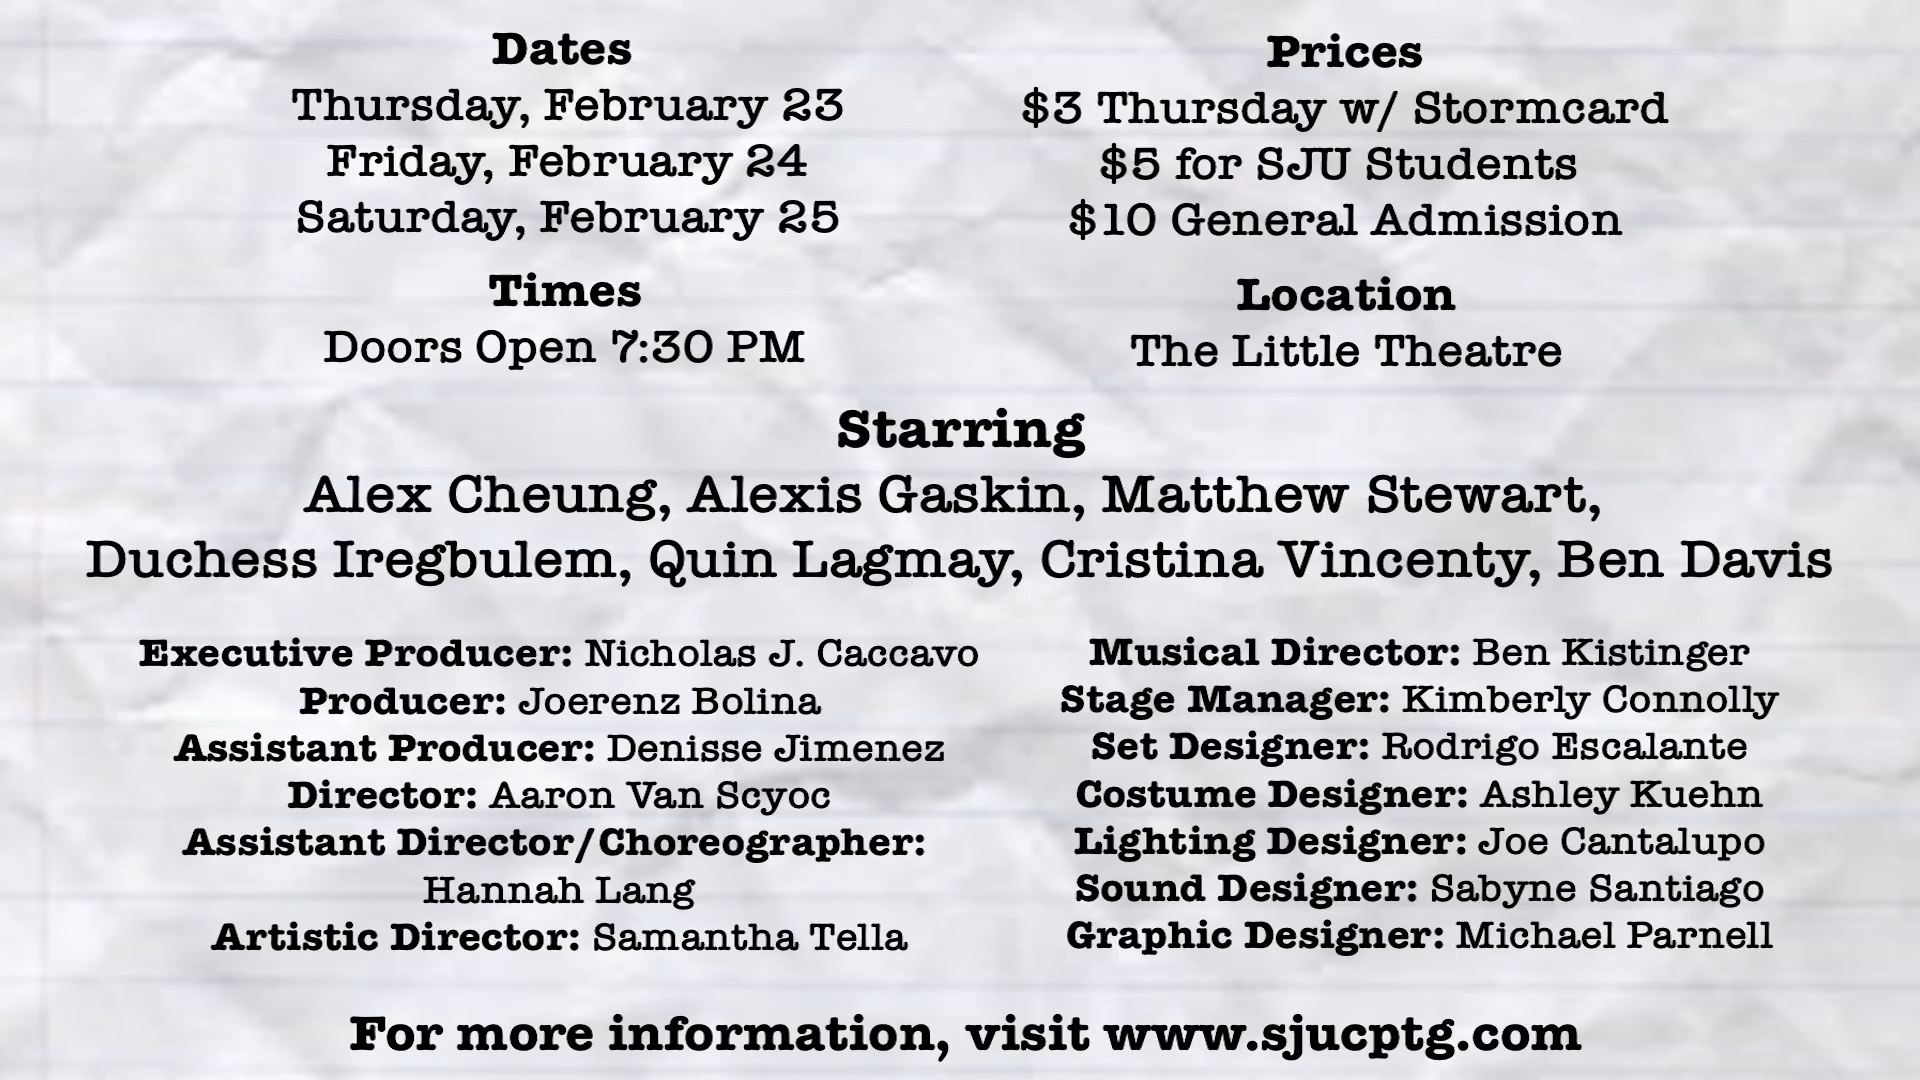 Dates
Thursday, February 23
Friday, February 24
Saturday, February 25
Times
Doors Open 7:30 PM
Prices
$3 Thursday w/ Stormcard
$5 for SJU Students
$10 General Admission
Location
The Little Theatre
Starring
Alex Cheung, Alexis Gaskin, Matthew Stewart,
Duchess Iregbulem, Quin Lagmay, Cristina Vincenty, Ben Davis
Executive Producer: Nicholas J. Caccavo
Producer: Joerenz Bolina
Assistant Producer: Denisse Jimenez
Director: Aaron Van Scyoc
Assistant Director/Choreographer:
Hannah Lang
Artistic Director: Samantha Tella
Musical Director: Ben Kistinger
Stage Manager: Kimberly Connolly
Set Designer: Rodrigo Escalante
Costume Designer: Ashley Kuehn
Lighting Designer: Joe Cantalupo
Sound Designer: Sabyne Santiago
Graphic Designer: Michael Parnell
For more information, visit www.sjucptg.com